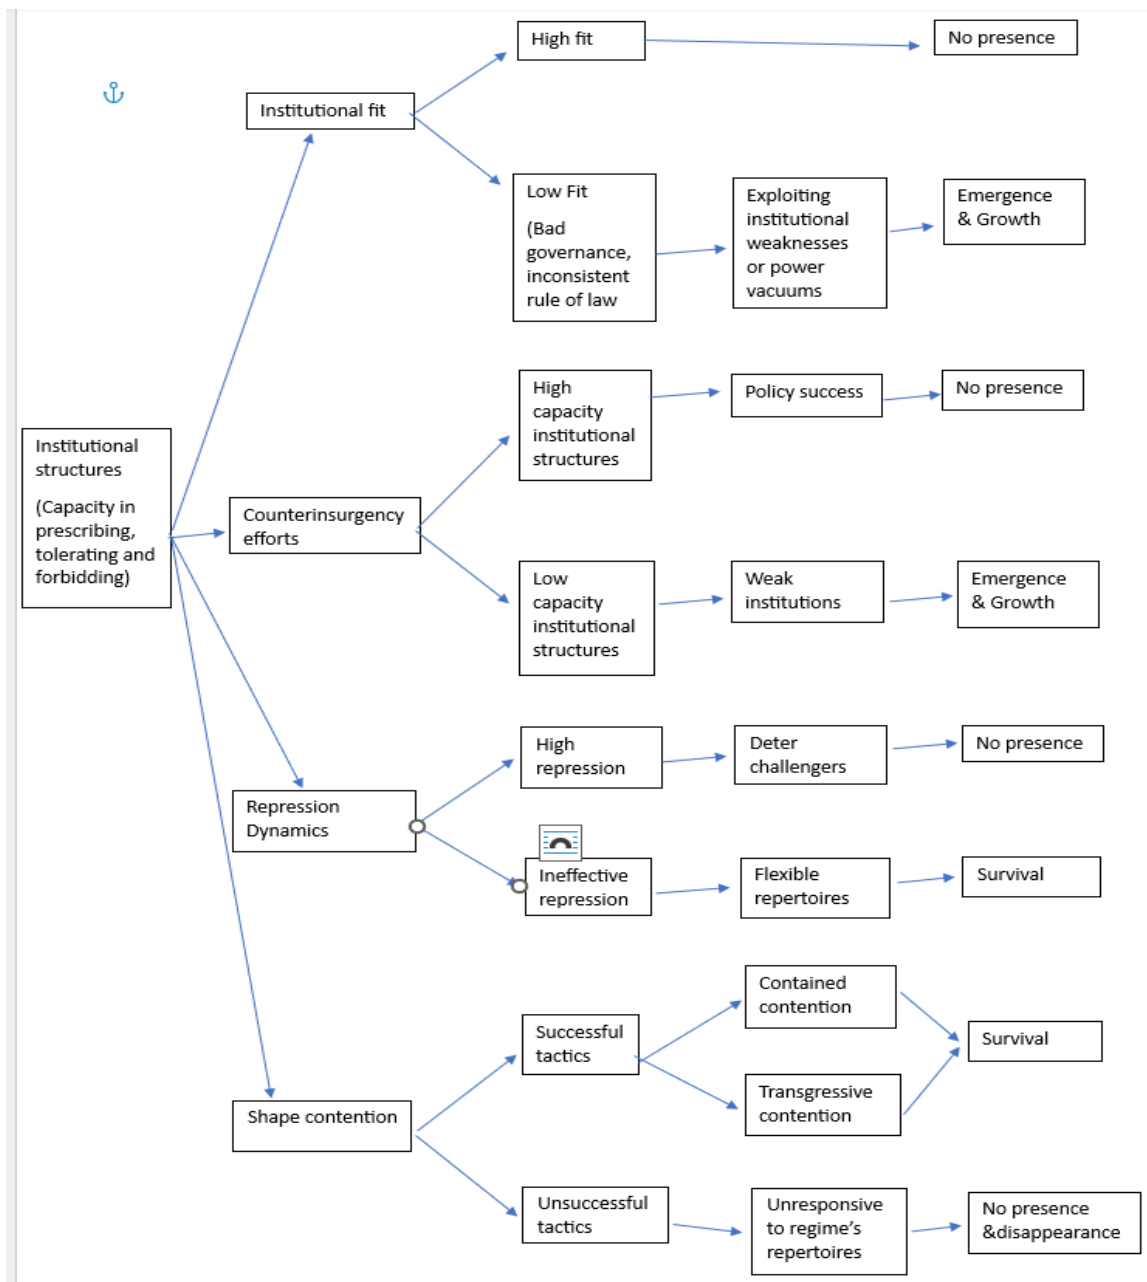 High fit
No presence
Institutional fit
Low Fit
(Bad
governance,
inconsistent
rule of law
Exploiting
institutional
weaknesses
or power
vacuums
Emergence
& Growth
High
capacity
institutional
structures
Policy success
No presence
Institutional
structures
(Capacity in
prescribing,
tolerating and
forbidding)
Counterinsurgency
efforts
Low
capacity
institutional
structures
Weak
institutions
Emergence
& Growth
High
repression
Deter
challengers
No presence
Repression
Dynamics
Ineffective
repression
Flexible
repertoires
Survival
Contained
contention
Successful
tactics
Survival
Transgressive
contention
Shape contention
Unsuccessful
tactics
Unresponsive
to regime's
repertoires
No presence
&disappearance